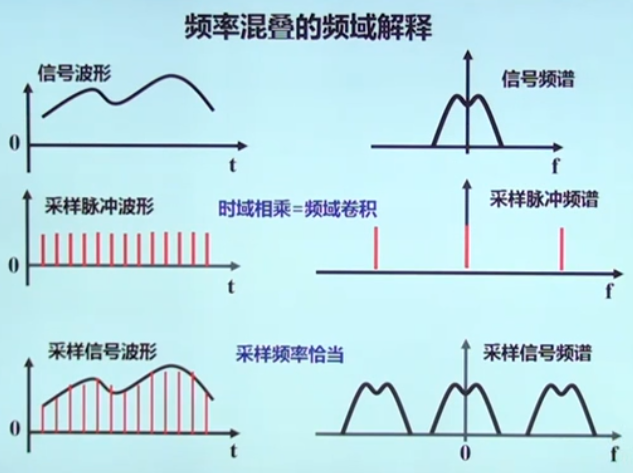 频率混叠的频域解释
信号波形
信号频谱
0
t
f
采样脉冲波形
时域相乘=频域卷积
采样脉冲频谱
0
t
f
采样信号波形
采样频率恰当
采样信号频谱
0
t
0
f